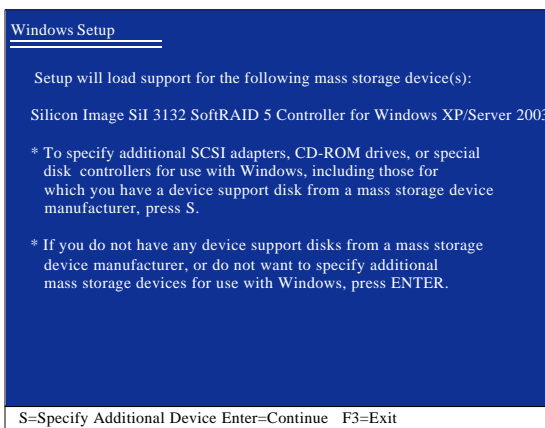 Windows Setup
Setup will load support for the following mass storage device(s):
Silicon Image SiI 3132 SoftRAID 5 Controller for Windows XP/Server 2003
* To specify additional SCSI adapters, CD-ROM drives, or special
disk controllers for use with Windows, including those for
which you have a device support disk from a mass storage device
manufacturer, press S.
* If you do not have any device support disks from a mass storage
device manufacturer, or do not want to specify additional
mass storage devices for use with Windows, press ENTER.
S=Specify Additional Device Enter=Continue F3=Exit